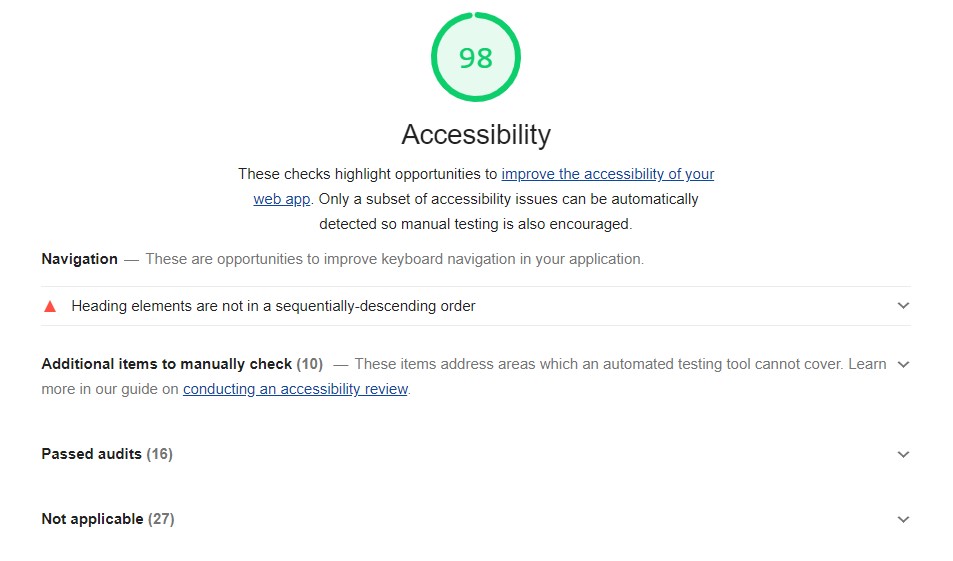 98
Accessibility
These checks highlight opportunities to improve the accessibility of your
web app. Only a subset of accessibility issues can be automatically
detected so manual testing is also encouraged.
Navigation — These are opportunities to improve keyboard navigation in your application.
Heading elements are not in a sequentially-descending order
Additional items to manually check (10) — These items address areas which an automated testing tool cannot cover. Learn
more in our guide on conducting an accessibility review.
Passed audits (16)
Not applicable (27)